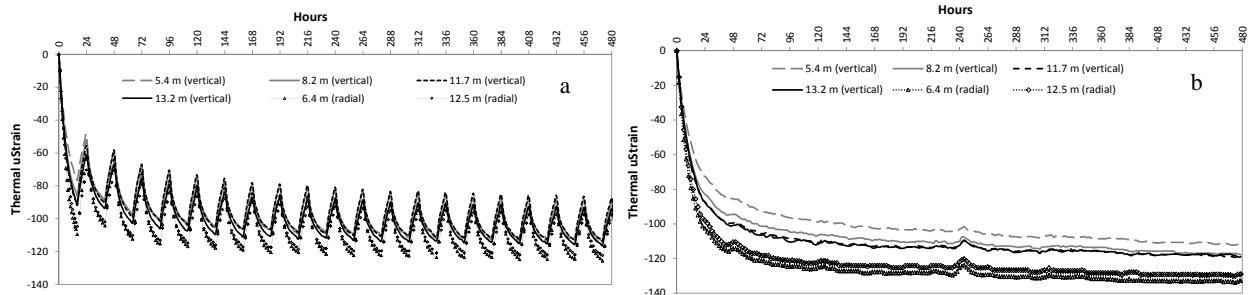 Hours
0 24 48 72 96 120 144 168 192 216 240 264 288 312 336 360 384 408 432 456 480
0
-20
-40
-60
-80
-100
-120
-140
Thermal uStrain
5.4 m (vertical) 8.2 m (vertical) 11.7 m (vertical)
13.2 m (vertical) 6.4 m (radial) 12.5 m (radial)
a
Hours
0 24 48 72 96 120 144 168 192 216 240 264 288 312 336 360 384 408 432 456 480
0
-20
-40
-60
-80
-100
-120
-140
Thermal uStrain
5.4 m (vertical) 8.2 m (vertical) 11.7 m (vertical)
13.2 m (vertical) 6.4 m (radial) 12.5 m (radial)
b